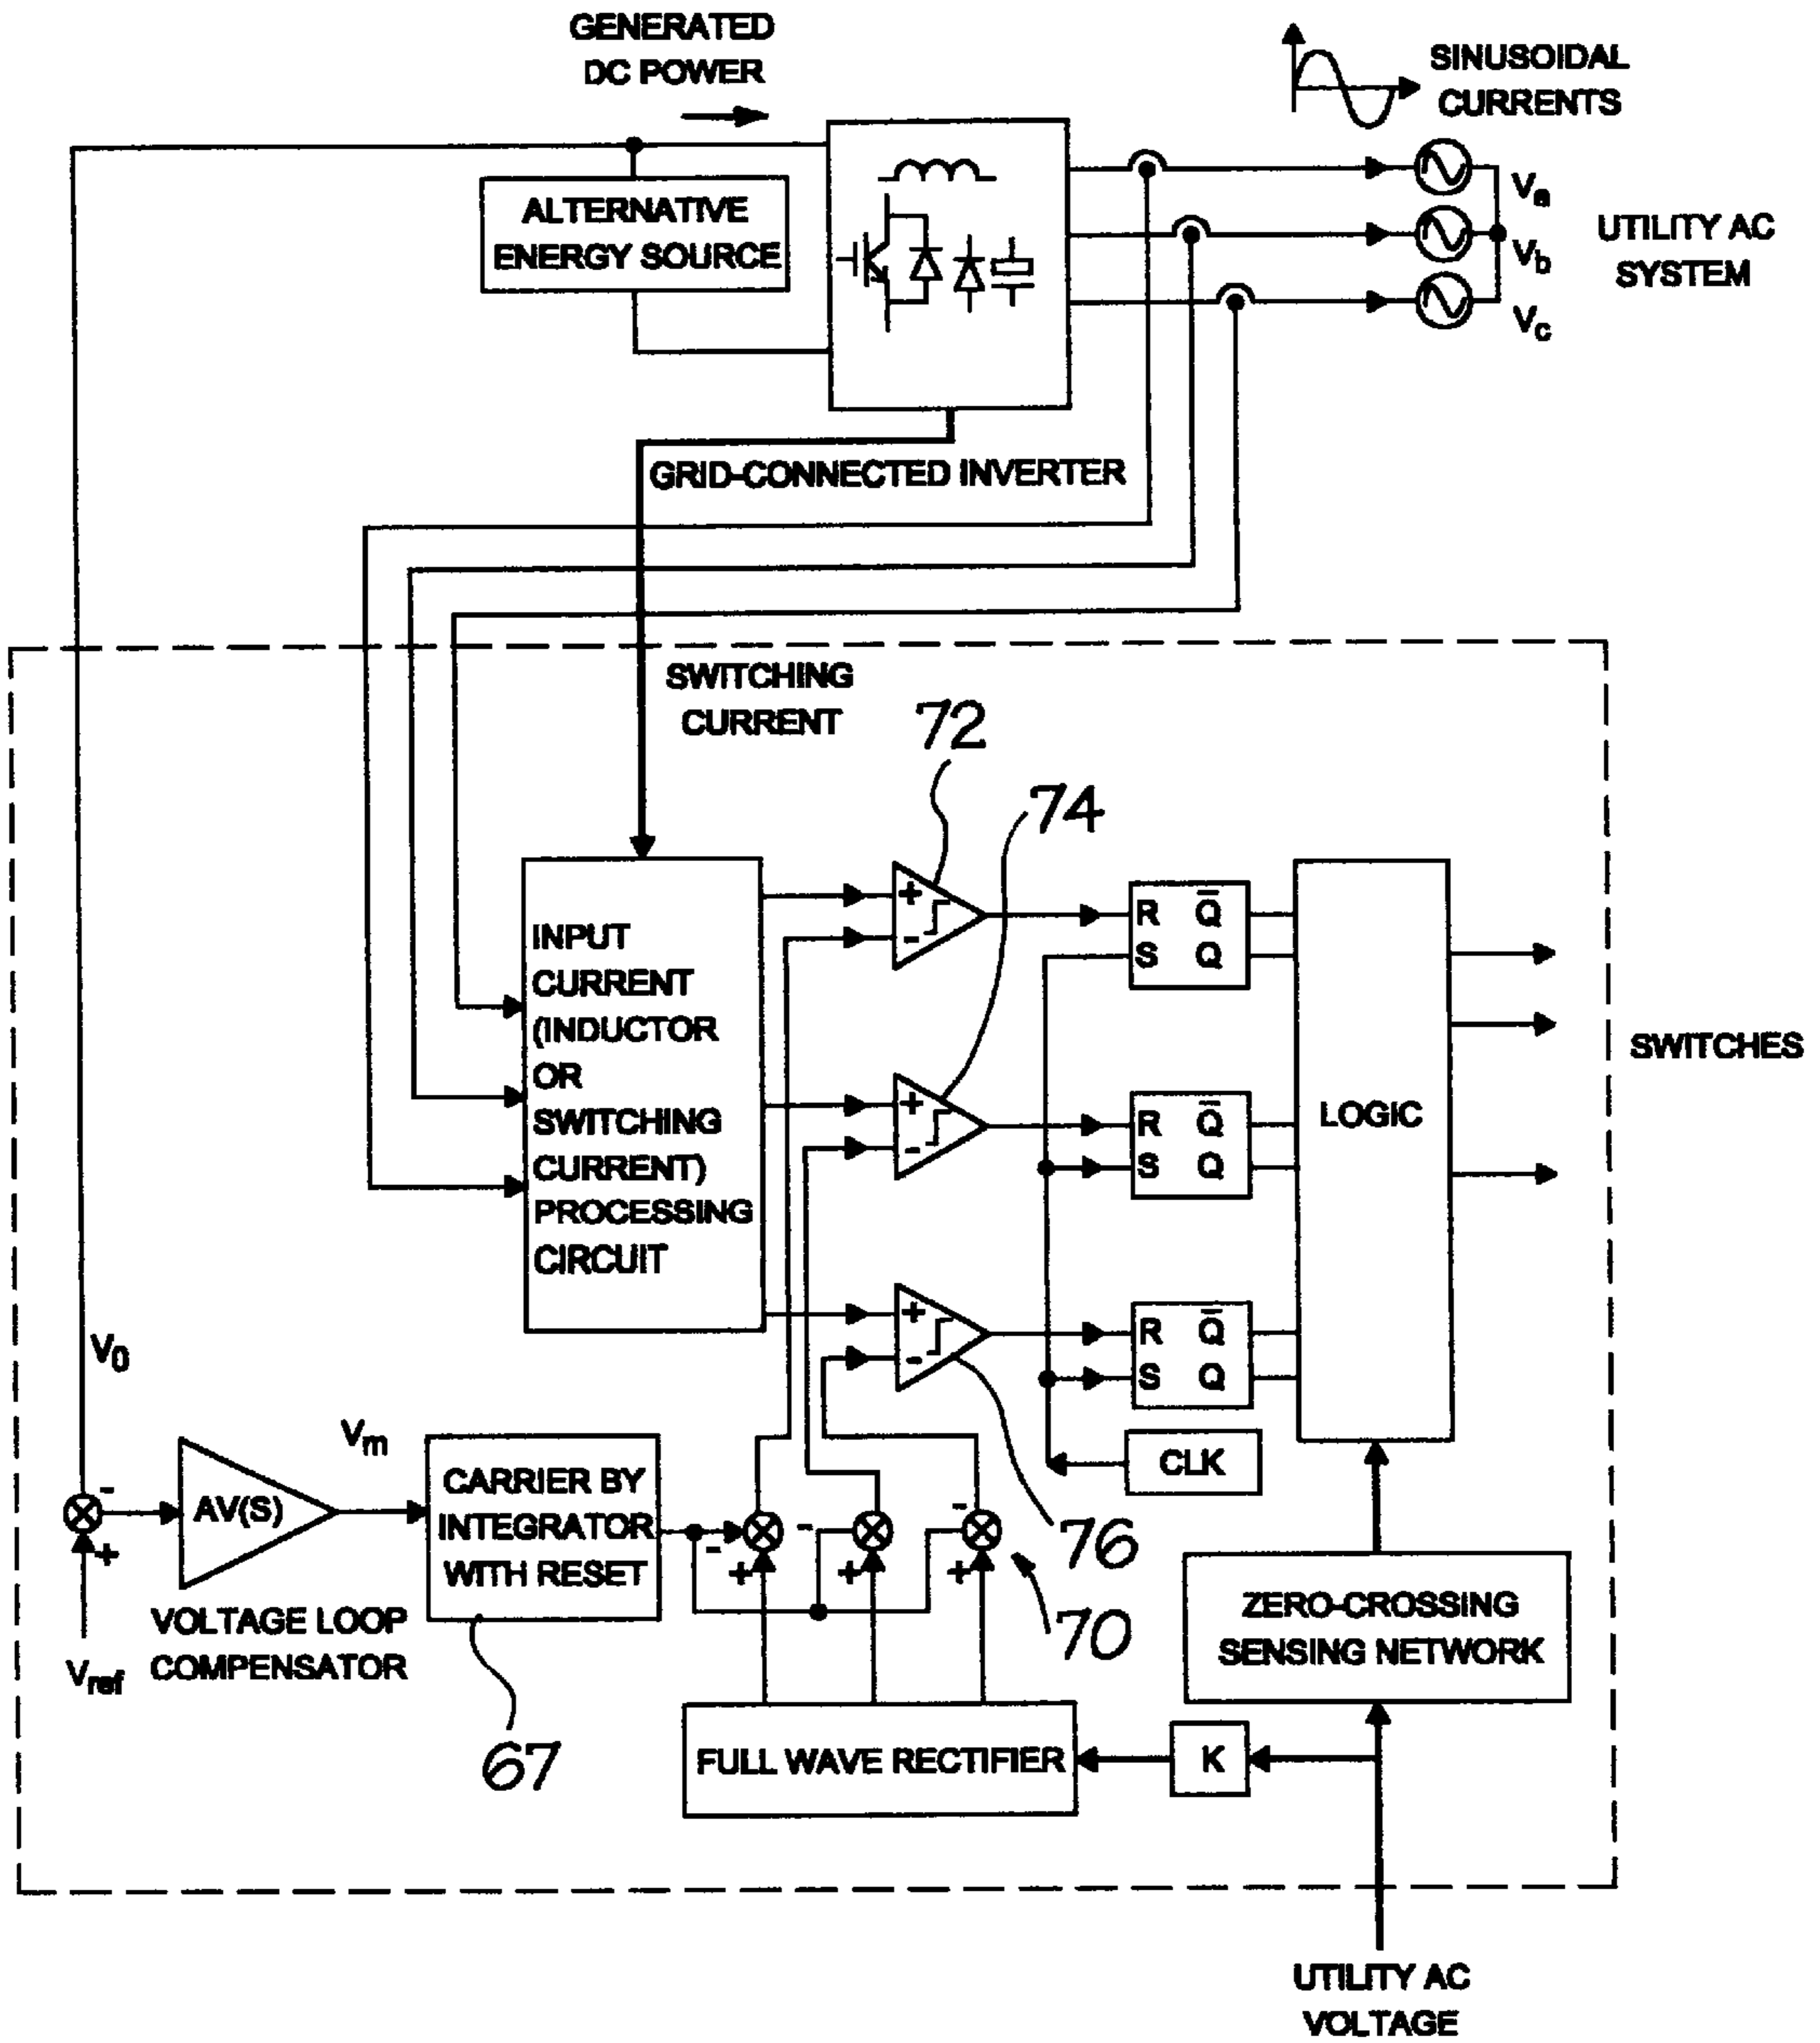 GENERATED
DC POWER
SINUSOIDAL
CURRENTS
ALTERNATIVE
ENERGY SOURCE
Va
Vb
Vc
UTILITY AC
SYSTEM
GRID-CONNECTED INVERTER
SWITCHING
CURRENT
72
74
INPUT
CURRENT
(INDUCTOR
OR
SWITCHING
CURRENT)
PROCESSING
CIRCUIT
+
-
R Q̅
S Q
+
-
R Q̅
S Q
+
-
R Q̅
S Q
LOGIC
SWITCHES
CLK
76
V0
-
+
Vref
AV(S)
VOLTAGE LOOP
COMPENSATOR
Vm
CARRIER BY
INTEGRATOR
WITH RESET
67
-
+
-
+
-
+
70
ZERO-CROSSING
SENSING NETWORK
FULL WAVE RECTIFIER
K
UTILITY AC
VOLTAGE